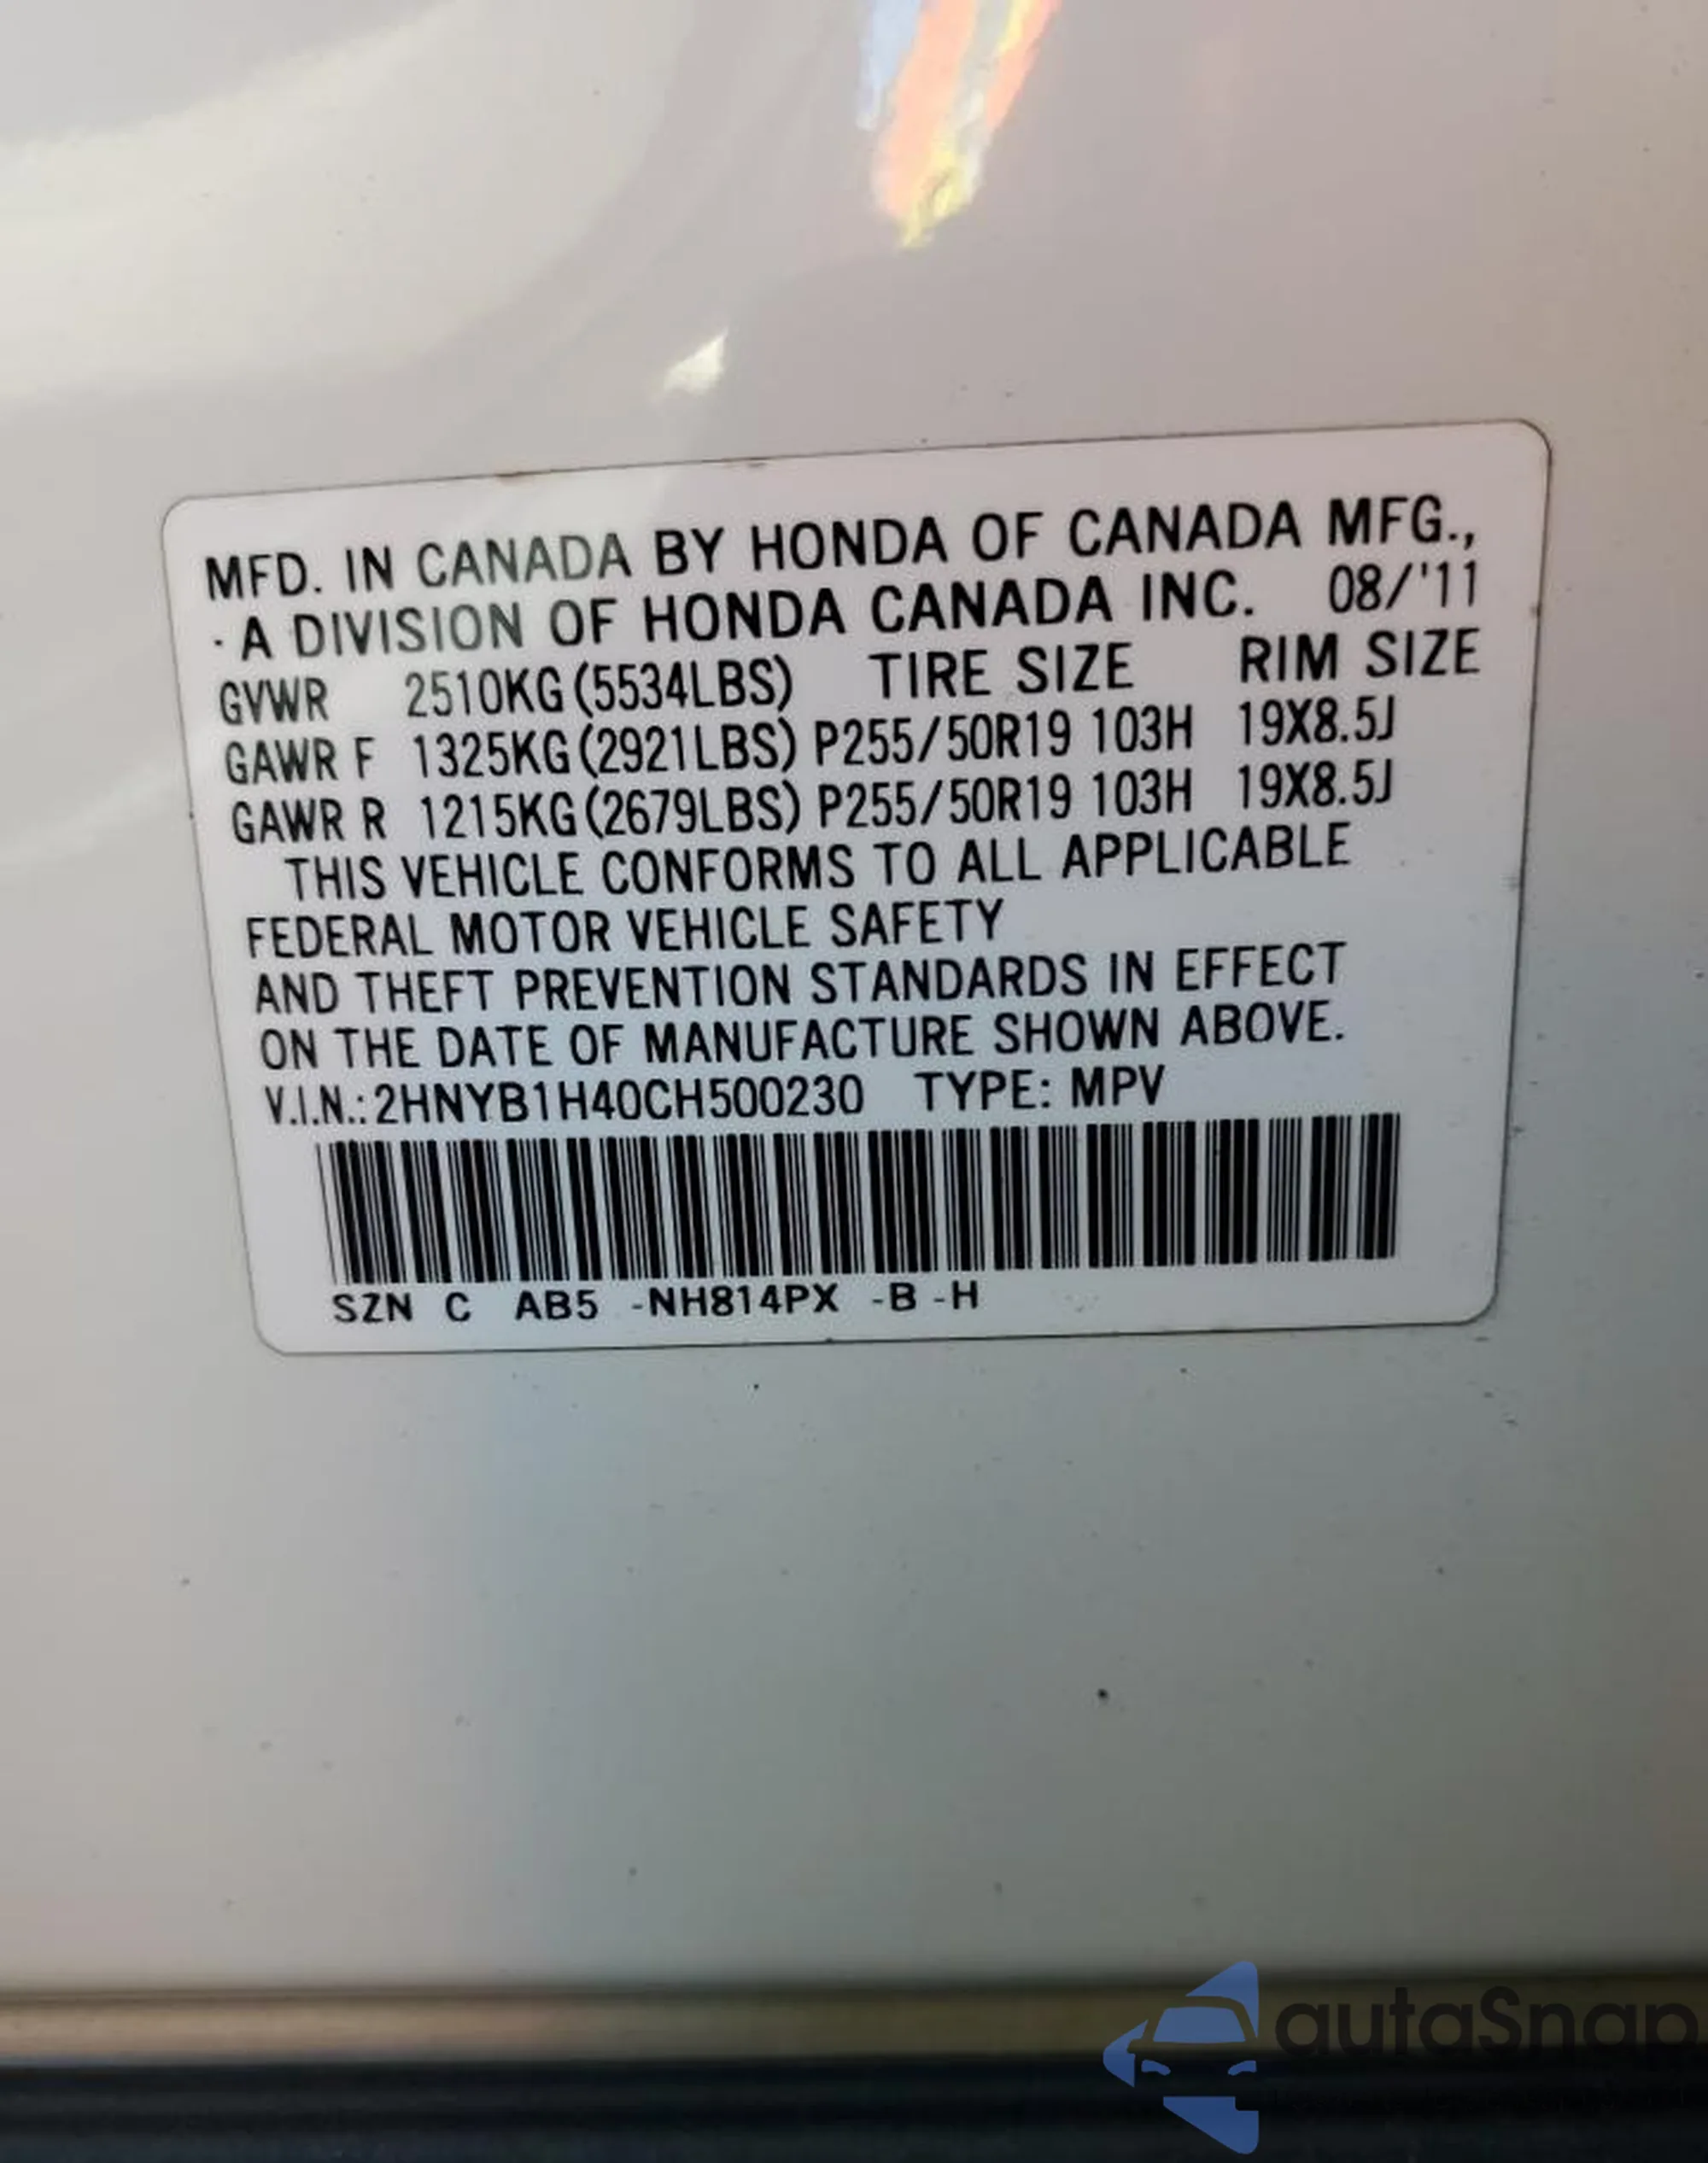 MFD. IN CANADA BY HONDA OF CANADA MFG.,
A DIVISION OF HONDA CANADA INC. 08/'11
GVWR 2510KG (5534LBS) TIRE SIZE RIM SIZE
GAWR F 1325KG (2921LBS) P255/50R19 103H 19X8.5J
GAWR R 1215KG (2679LBS) P255/50R19 103H 19X8.5J
THIS VEHICLE CONFORMS TO ALL APPLICABLE
FEDERAL MOTOR VEHICLE SAFETY
AND THEFT PREVENTION STANDARDS IN EFFECT
ON THE DATE OF MANUFACTURE SHOWN ABOVE.
V.I.N.: 2HNYB1H40CH500230 TYPE: MPV
SZN C AB5 -NH814PX -B -H
autaSnap